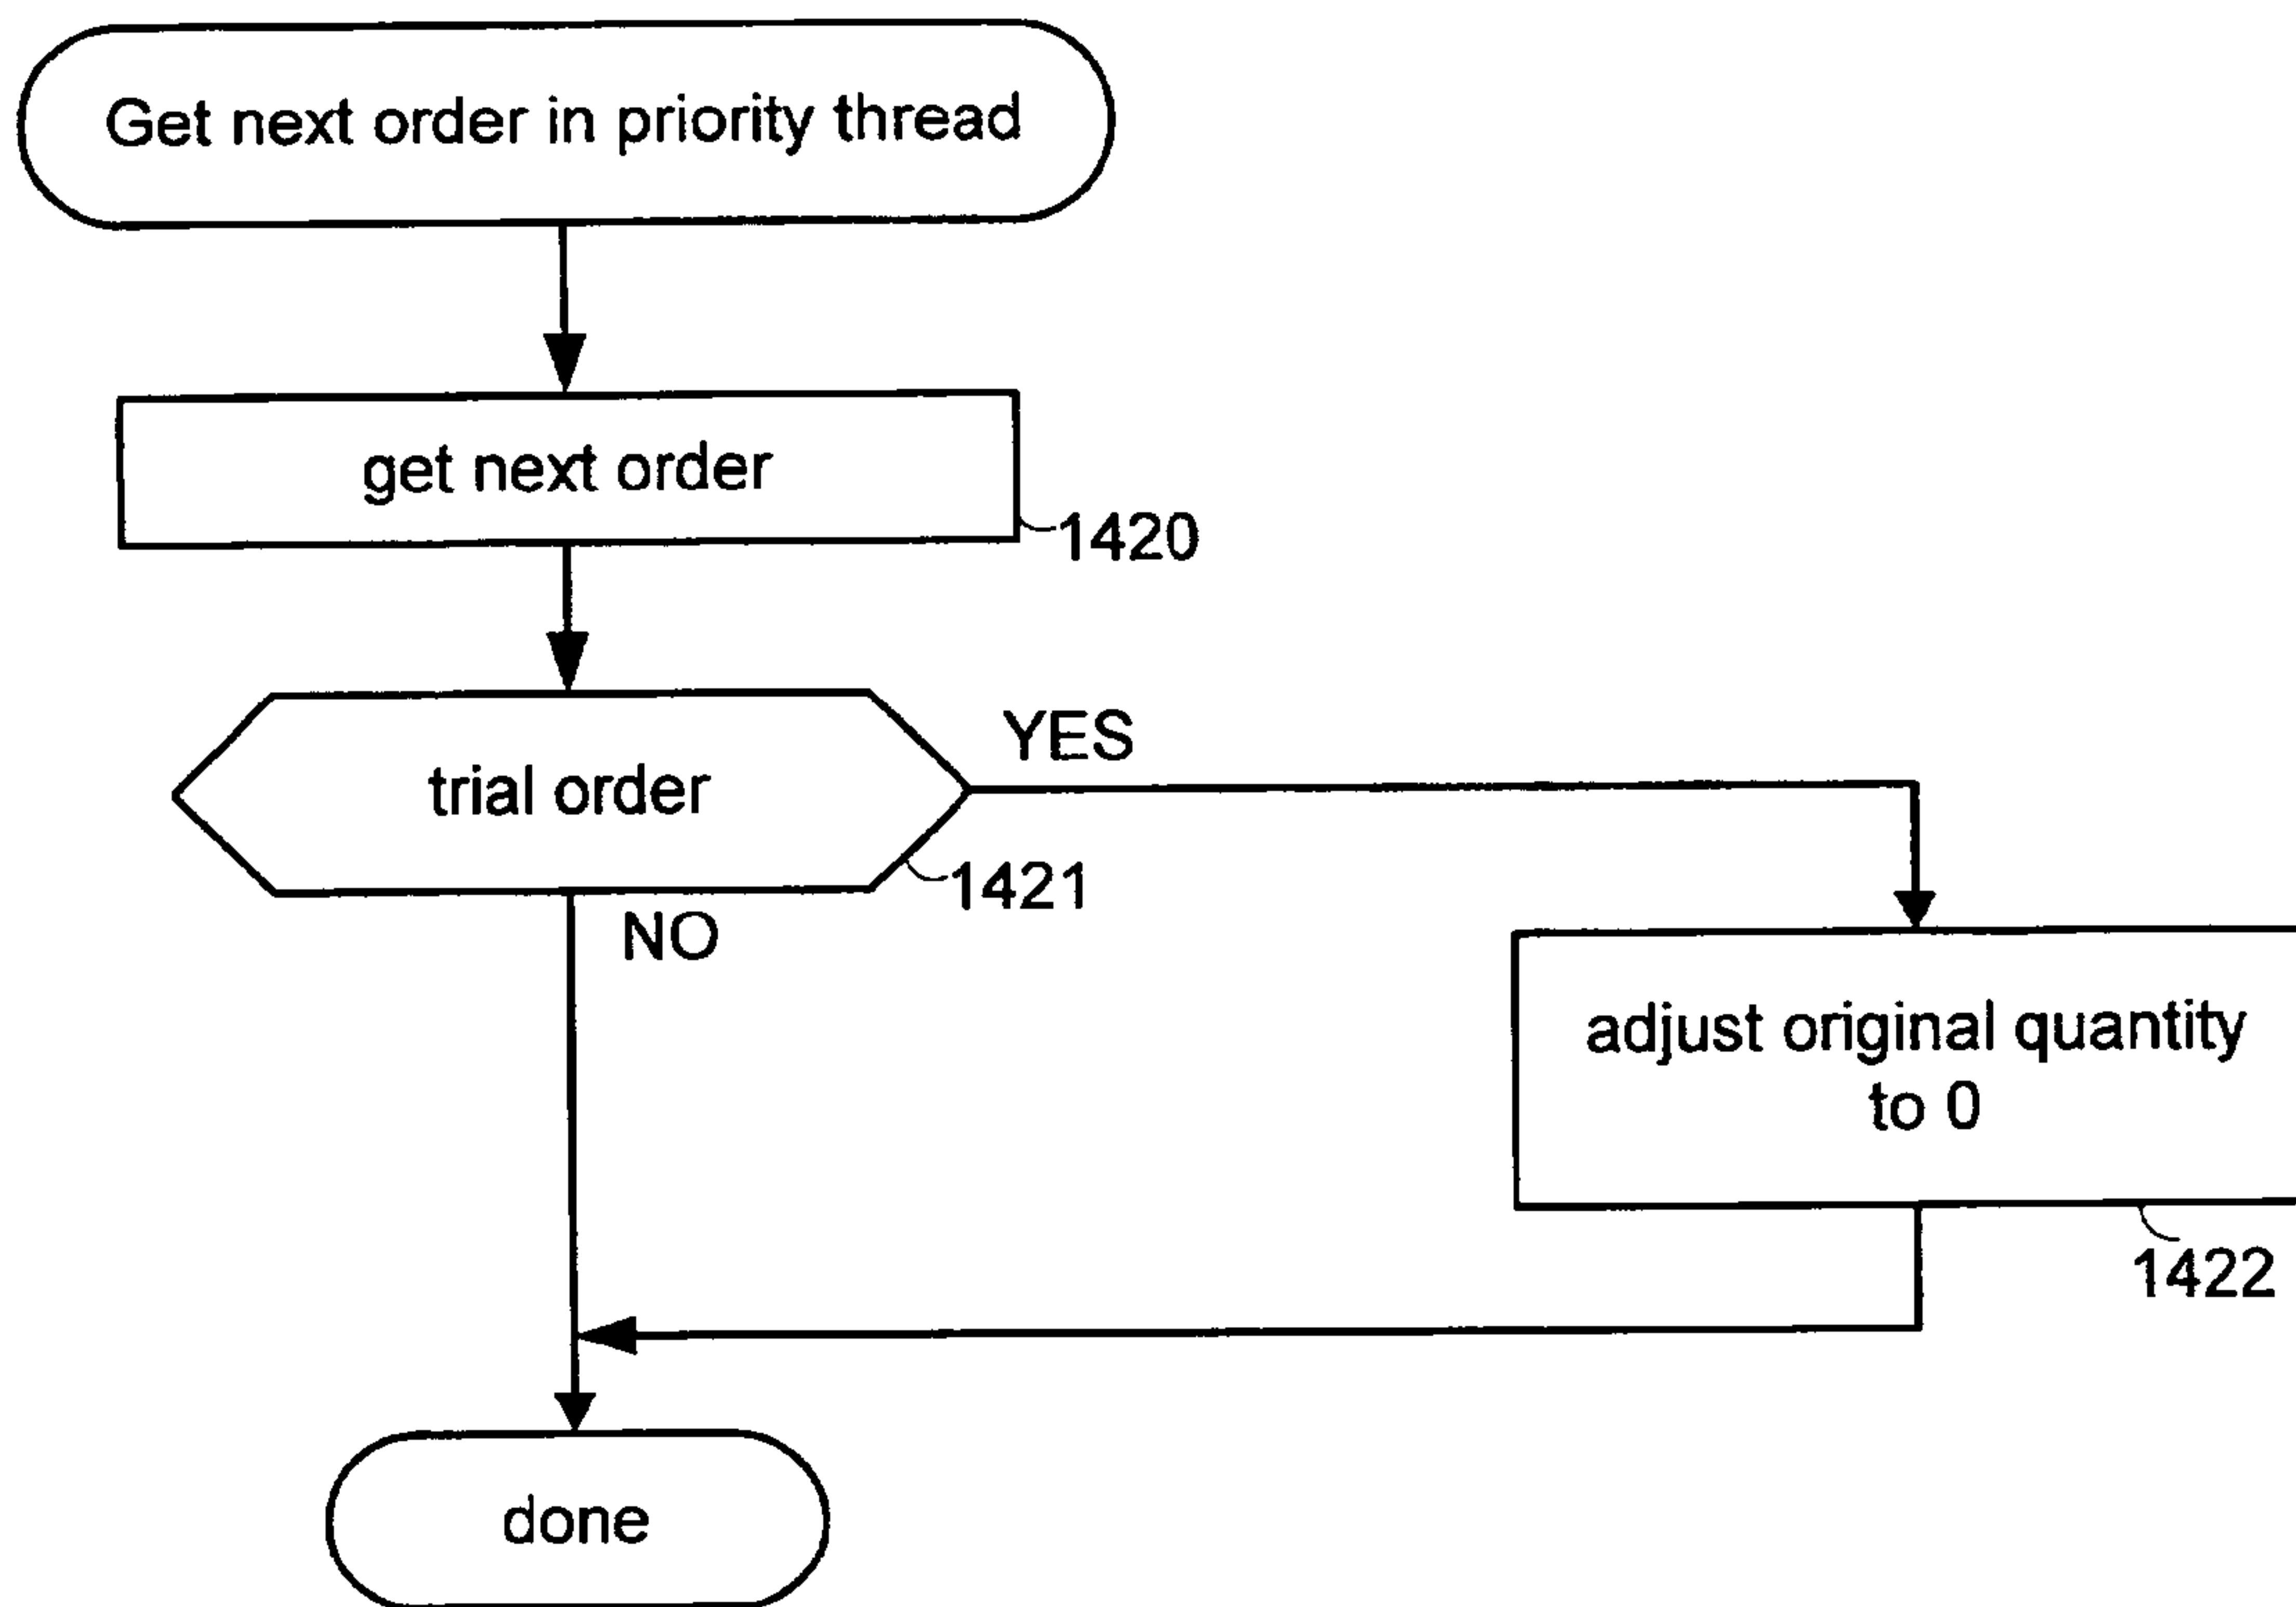 Get next order in priority thread
get next order
1420
trial order
YES
1421
NO
adjust original quantity
to 0
1422
done